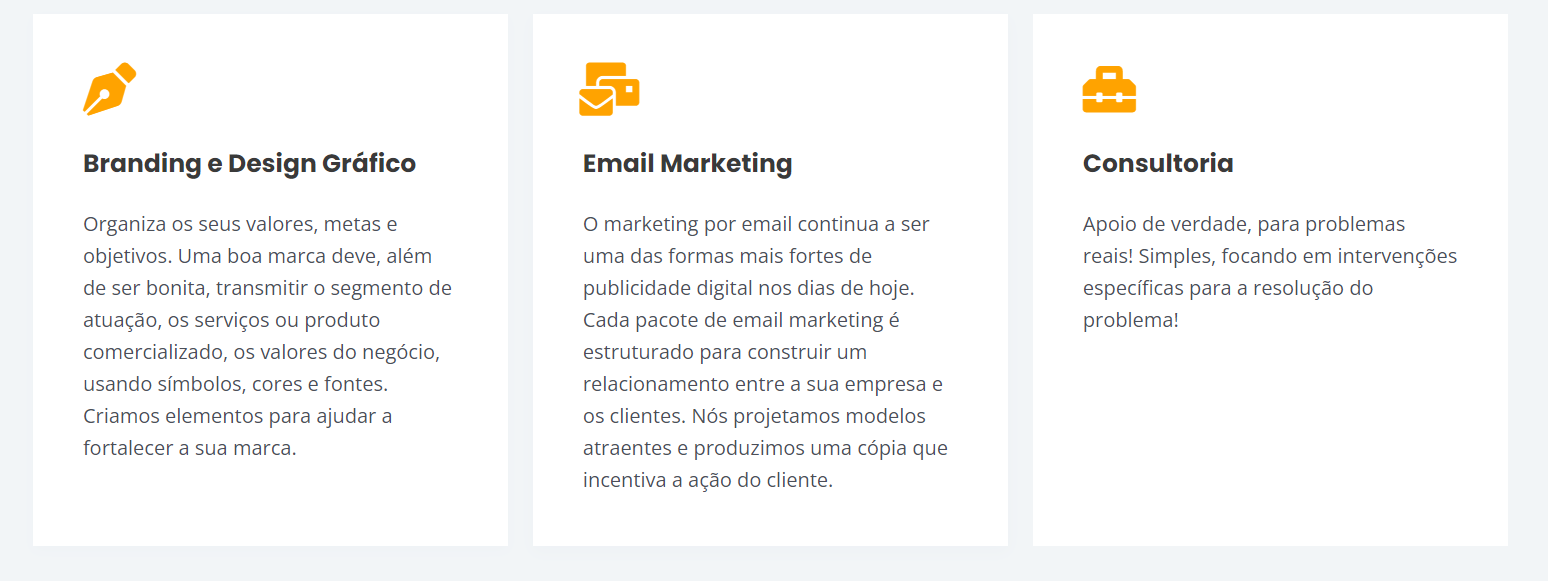 Branding e Design Gráfico
Organiza os seus valores, metas e
objetivos. Uma boa marca deve, além
de ser bonita, transmitir o segmento de
atuação, os serviços ou produto
comercializado, os valores do negócio,
usando símbolos, cores e fontes.
Criamos elementos para ajudar a
fortalecer a sua marca.
Email Marketing
O marketing por email continua a ser
uma das formas mais fortes de
publicidade digital nos dias de hoje.
Cada pacote de email marketing é
estruturado para construir um
relacionamento entre a sua empresa e
os clientes. Nós projetamos modelos
atraentes e produzimos uma cópia que
incentiva a ação do cliente.
Consultoria
Apoio de verdade, para problemas
reais! Simples, focando em intervenções
específicas para a resolução do
problema!